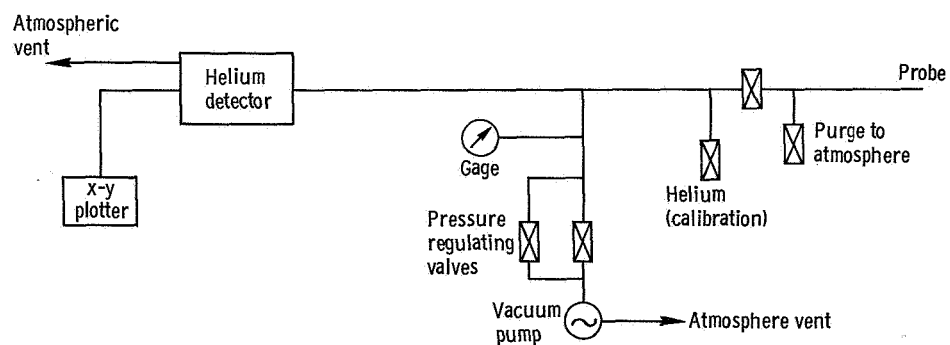 Atmospheric
vent
Helium
detector
Probe
Purge to
atmosphere
Gage
x-y
plotter
Helium
(calibration)
Pressure
regulating
valves
Vacuum
pump
Atmosphere vent